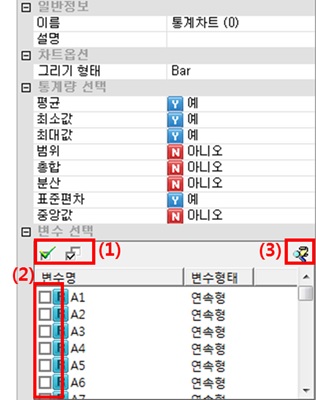 일반정보
이름 통계차트 (0)
설명
차트옵션
그리기 형태 Bar
통계량 선택
평균 Y 예
최소값 Y 예
최대값 Y 예
범위 N 아니오
총합 N 아니오
분산 N 아니오
표준편차 Y 예
중앙값 N 아니오
변수 선택
(1) (3)
(2) 변수명 변수형태
R A1 연속형
R A2 연속형
R A3 연속형
R A4 연속형
R A5 연속형
R A6 연속형
A7 연속형